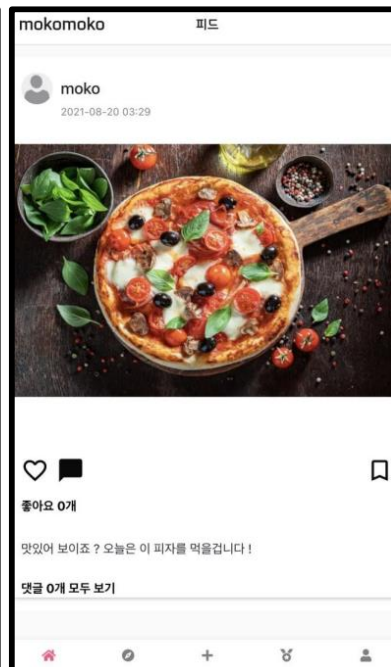 mokomoko 피드
moko
2021-08-20 03:29
좋아요 0개
맛있어 보이죠 ? 오늘은 이 피자를 먹을겁니다 !
댓글 0개 모두 보기